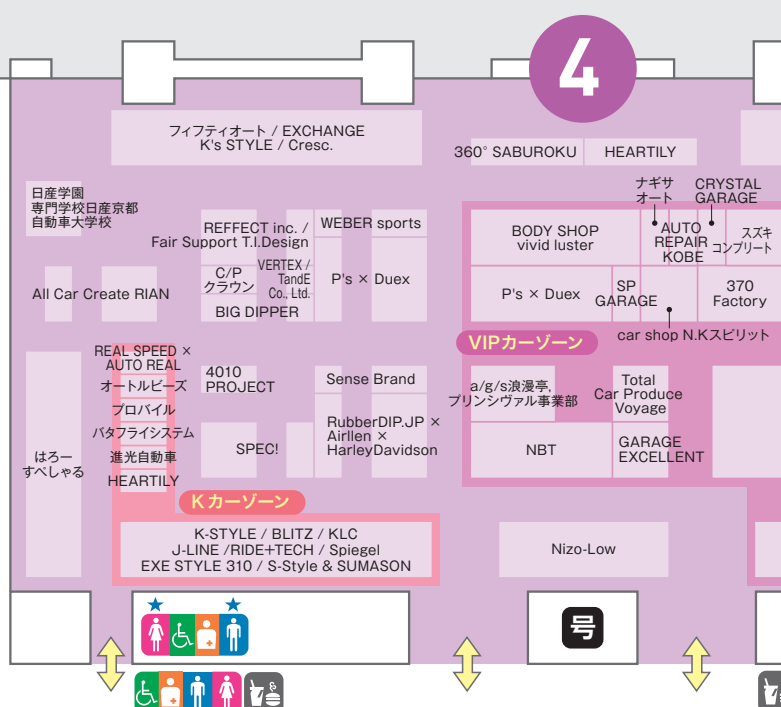 4
フィフティオート / EXCHANGE
K's STYLE / Cresc.
360° SABUROKU
HEARTILY
日産学園
専門学校日産京都
自動車大学校
REFFECT inc. /
Fair Support T.I.Design
WEBER sports
C/P
クラウン
VERTEX /
TandE
Co., Ltd.
P's × Duex
BIG DIPPER
All Car Create RIAN
ナギサ
オート
CRYSTAL
GARAGE
BODY SHOP
vivid luster
AUTO
REPAIR
KOBE
スズキ
コンプリート
P's × Duex
SP
GARAGE
370
Factory
car shop N.Kスピリット
VIPカーゾーン
REAL SPEED ×
AUTO REAL
オートルビーズ
プロバイル
バタフライシステム
進光自動車
HEARTILY
4010
PROJECT
Sense Brand
SPEC!
RubberDIP.JP ×
Airllen ×
HarleyDavidson
はろー
すぺしゃる
a/g/s浪漫亭,
プリンシヴァル事業部
Total
Car Produce
Voyage
NBT
GARAGE
EXCELLENT
Kカーゾーン
K-STYLE / BLITZ / KLC
J-LINE /RIDE+TECH / Spiegel
EXE STYLE 310 / S-Style & SUMASON
Nizo-Low
号